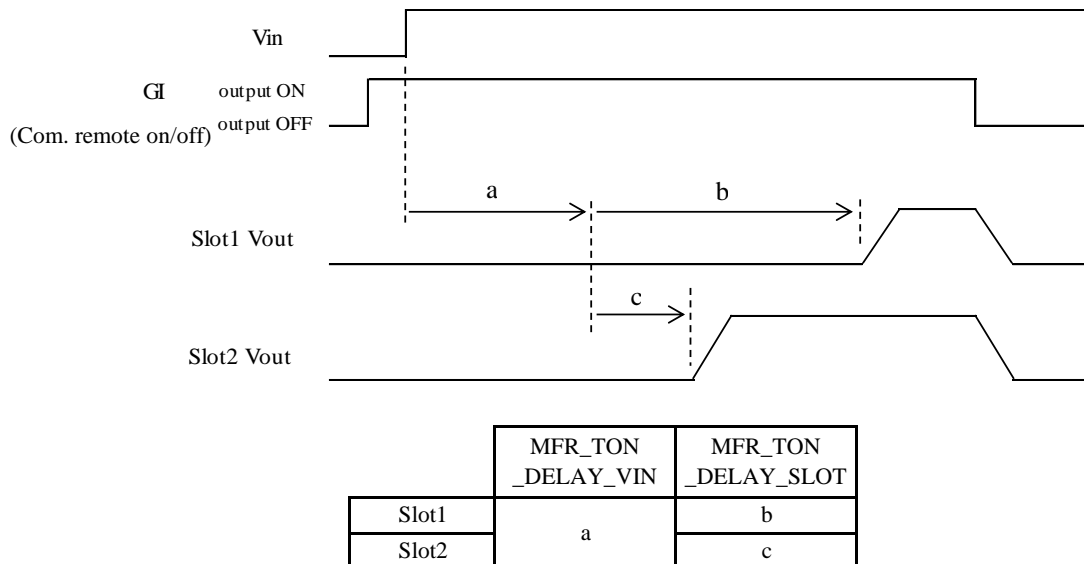 Vin
GI output ON
(Com. remote on/off) output OFF
a
b
Slot1 Vout
c
Slot2 Vout
MFR_TON
_DELAY_VIN
MFR_TON
_DELAY_SLOT
Slot1
a
b
Slot2
c